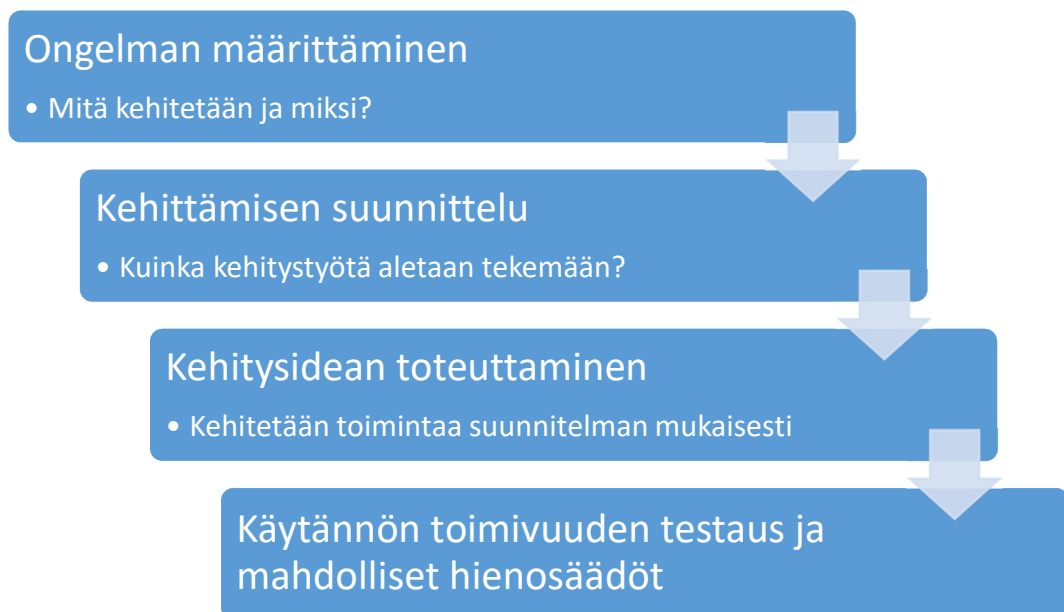 Ongelman määrittäminen
• Mitä kehitetään ja miksi?
Kehittämisen suunnittelu
• Kuinka kehitystyötä aletaan tekemään?
Kehitysidean toteuttaminen
• Kehitetään toimintaa suunnitelman mukaisesti
Käytännön toimivuuden testaus ja
mahdolliset hienosäädöt